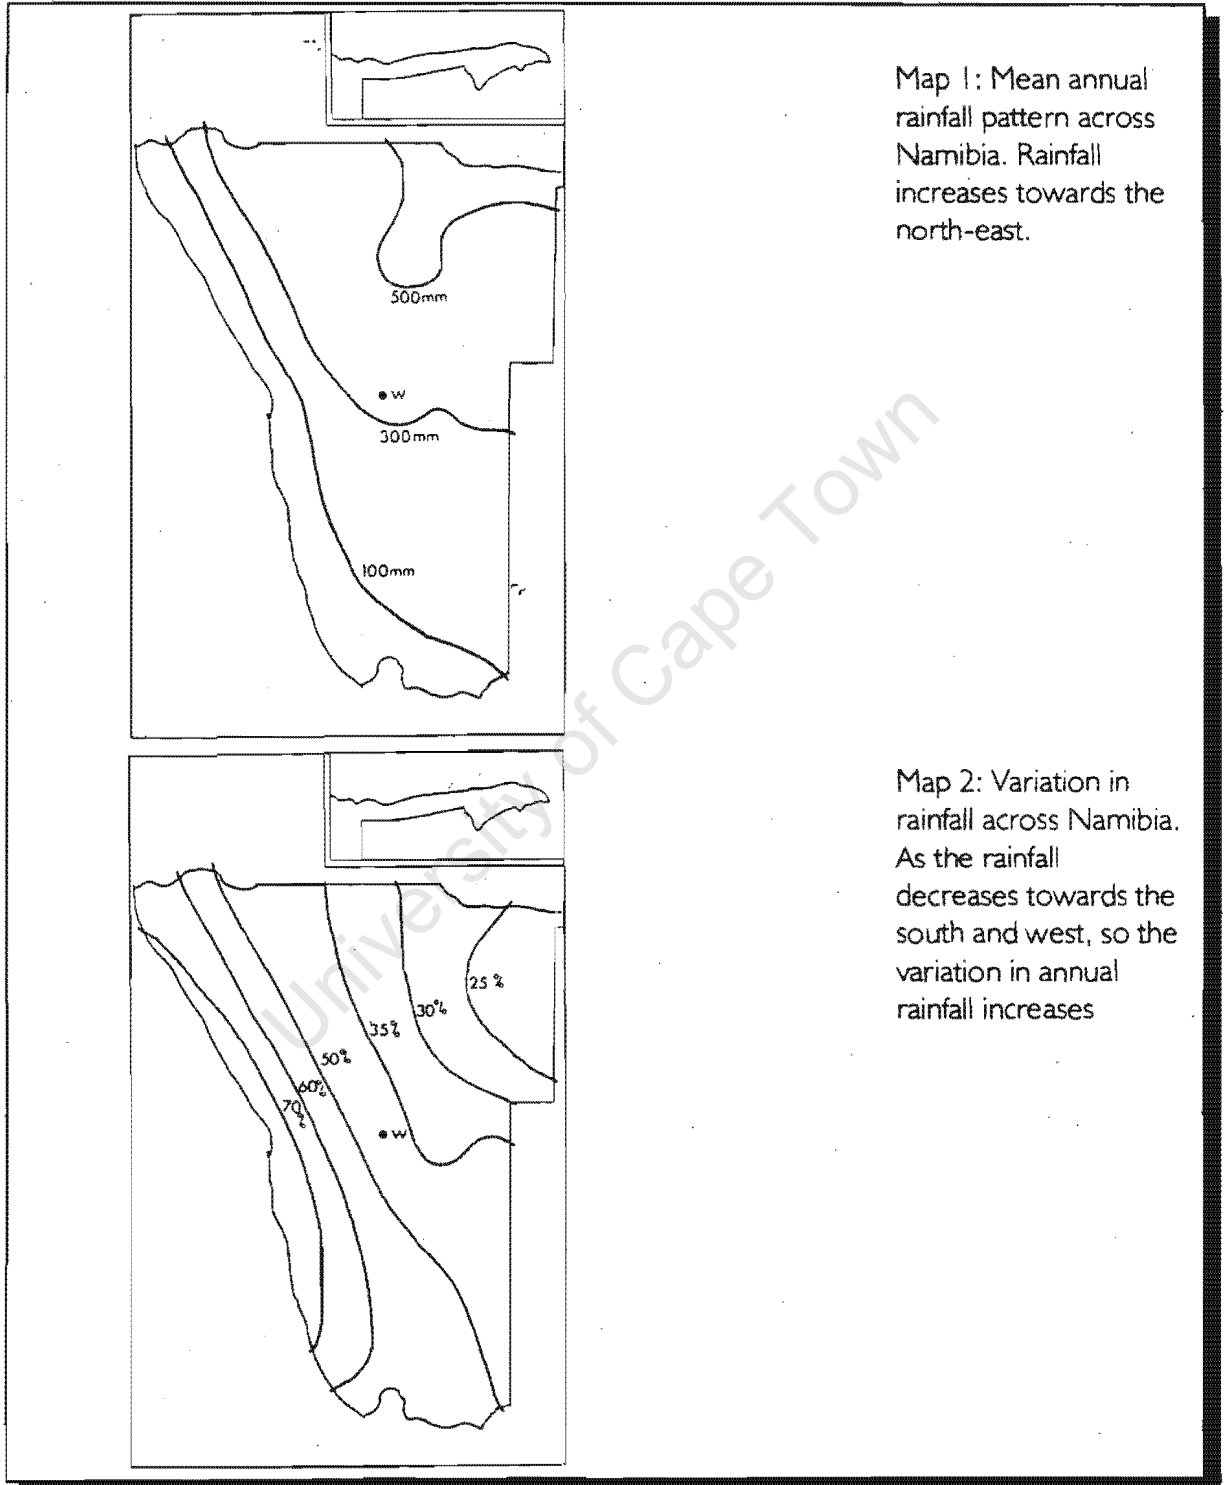 Map 1: Mean annual
rainfall pattern across
Namibia. Rainfall
increases towards the
north-east.
500mm
W
300mm
100mm
Map 2: Variation in
rainfall across Namibia.
As the rainfall
decreases towards the
south and west, so the
variation in annual
rainfall increases
25%
30%
35%
50%
60%
70%
W
University of Cape Town